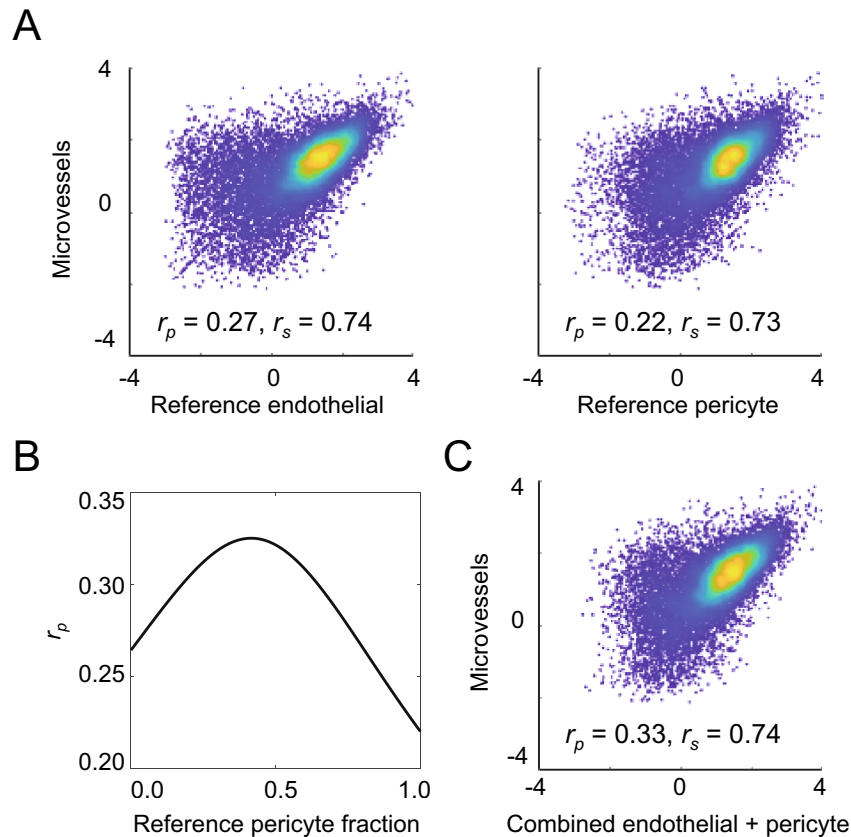 A
4
0
-4
Microvessels
-4 0 4
Reference endothelial
r_p = 0.27, r_s = 0.74
-4 0 4
Reference pericyte
r_p = 0.22, r_s = 0.73
B
0.35
0.30
0.25
0.20
r_p
0.0 0.5 1.0
Reference pericyte fraction
C
4
0
-4
Microvessels
r_p = 0.33, r_s = 0.74
-4 0 4
Combined endothelial + pericyte